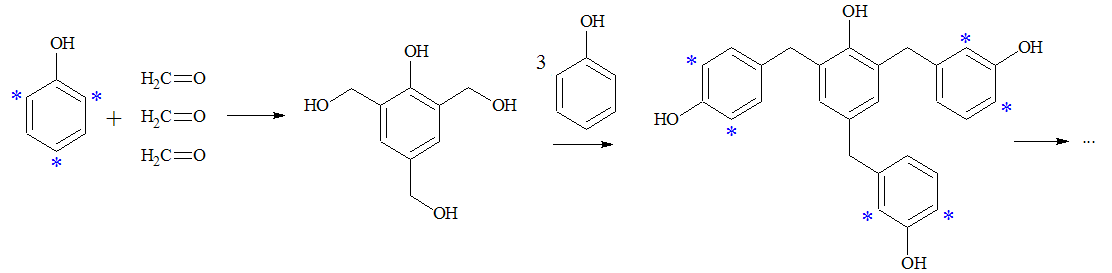 OH
* *
*
+
H₂C=O
H₂C=O
H₂C=O
OH
HO OH
OH
3 OH
OH
* HO *
* OH *
* OH *
...